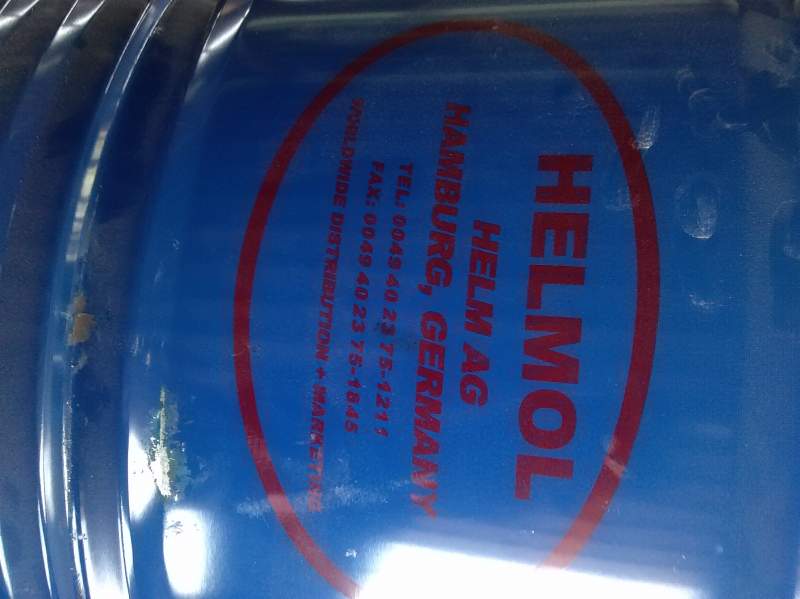 HELMOL
HELM AG
HAMBURG, GERMANY
TEL.: 0049 40 23 75-1211
FAX: 0049 40 23 75-1845
WORLDWIDE DISTRIBUTION + MARKETING